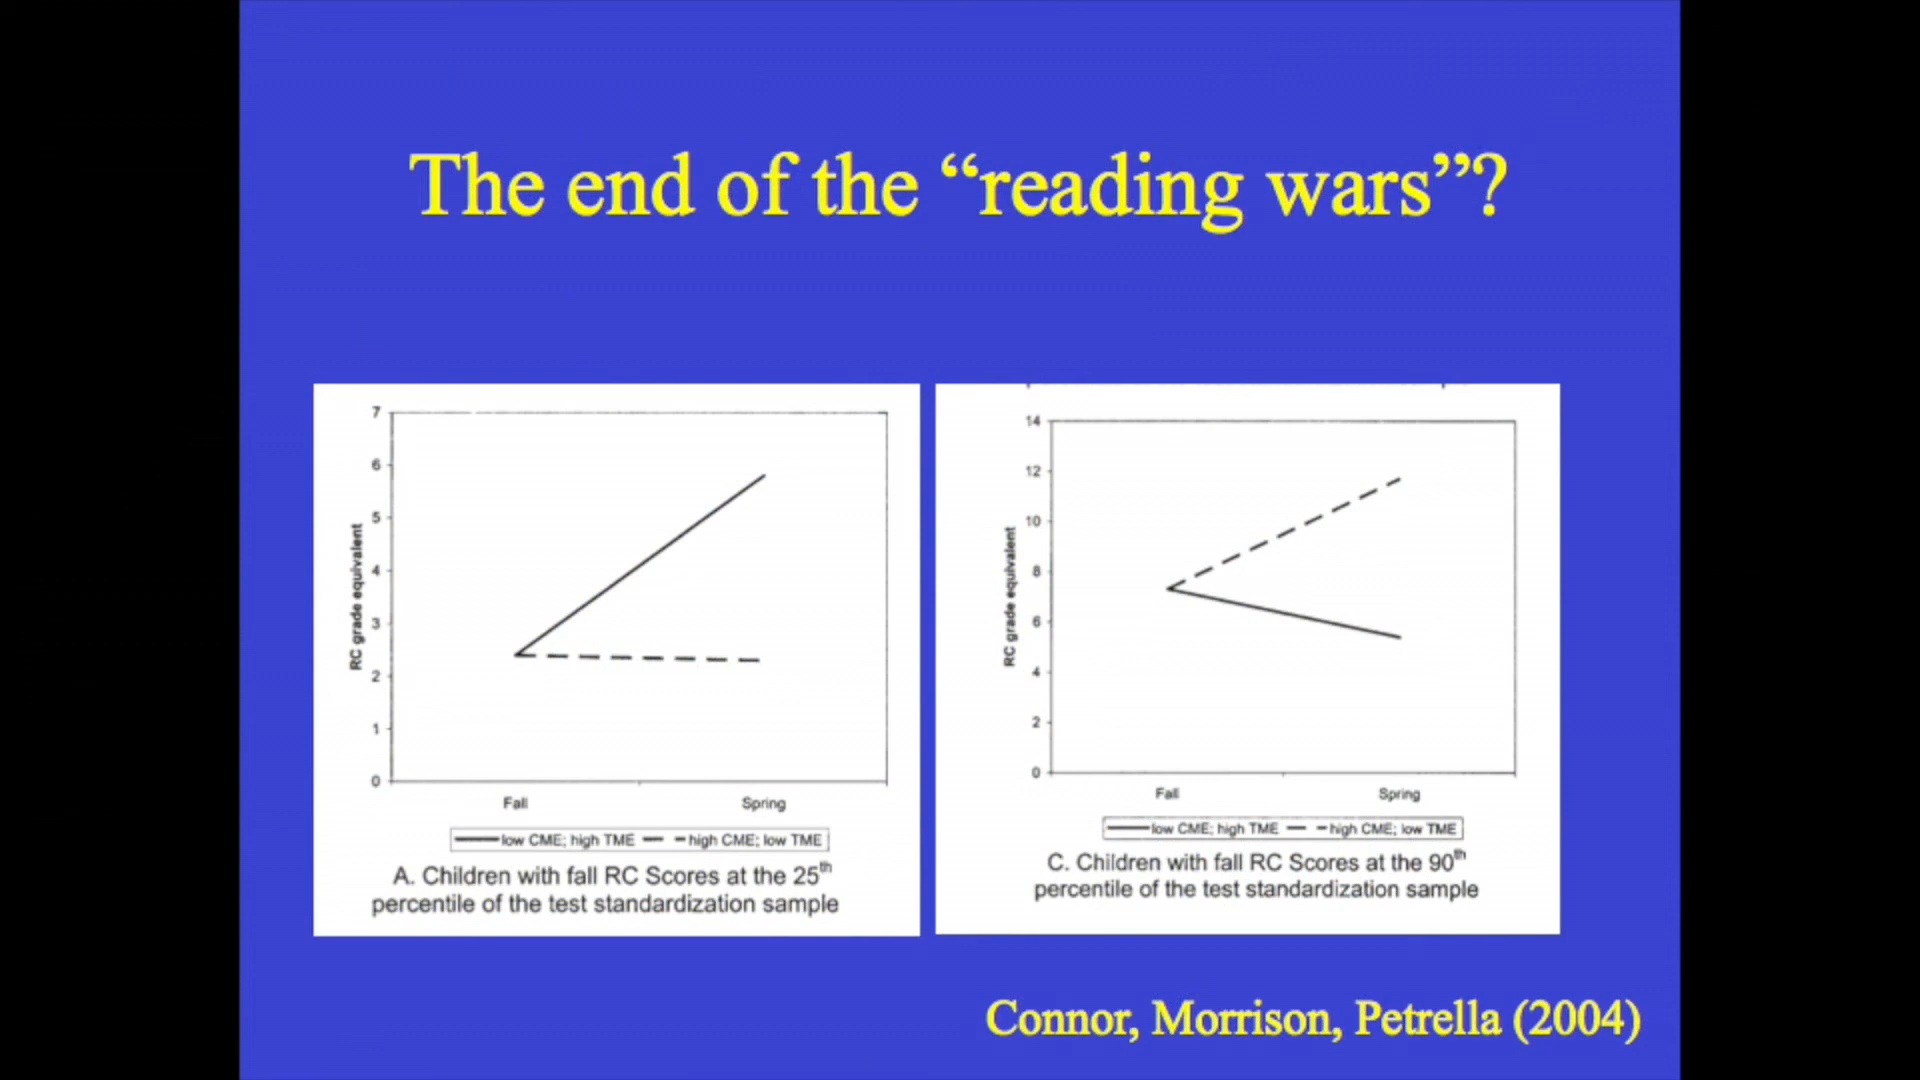 The end of the “reading wars”?
7
6
5
4
3
2
1
0
RC grade equivalent
Fall Spring
low CME; high TME high CME; low TME
A. Children with fall RC Scores at the 25th
percentile of the test standardization sample
14
12
10
8
6
4
2
0
RC grade equivalent
Fall Spring
low CME; high TME high CME; low TME
C. Children with fall RC Scores at the 90th
percentile of the test standardization sample
Connor, Morrison, Petrella (2004)